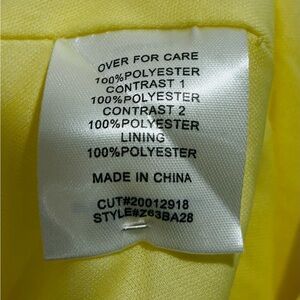 OVER FOR CARE
100%POLYESTER
CONTRAST 1
100%POLYESTER
CONTRAST 2
100%POLYESTER
LINING
100%POLYESTER
MADE IN CHINA
CUT#20012918
STYLE#Z63BA28